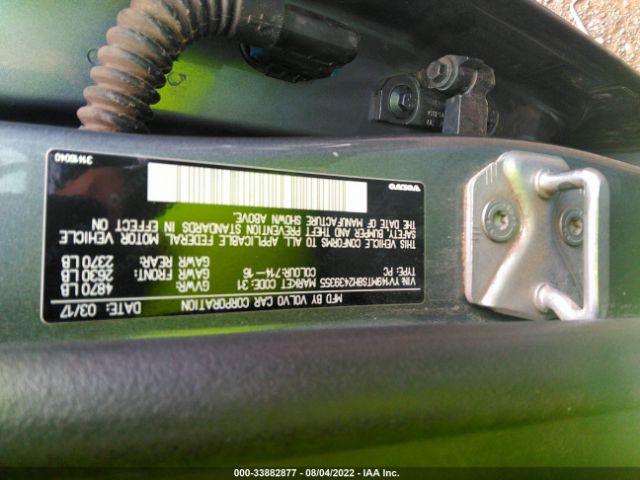 MFD BY VOLVO CAR CORPORATION 03/17
VIN: YV149MTS8H2439355 MARKET CODE:31 GVWR: 4870 LB
TYPE: PC COLOUR:714-16 GAWR FRONT: 2630 LB
GAWR REAR: 2370 LB
THIS VEHICLE CONFORMS TO ALL APPLICABLE FEDERAL MOTOR VEHICLE
SAFETY, BUMPER AND THEFT PREVENTION STANDARDS IN EFFECT ON
THE DATE OF MANUFACTURE SHOWN ABOVE.
VOLVO
31416040
000-33882877 - 08/04/2022 - IAA Inc.